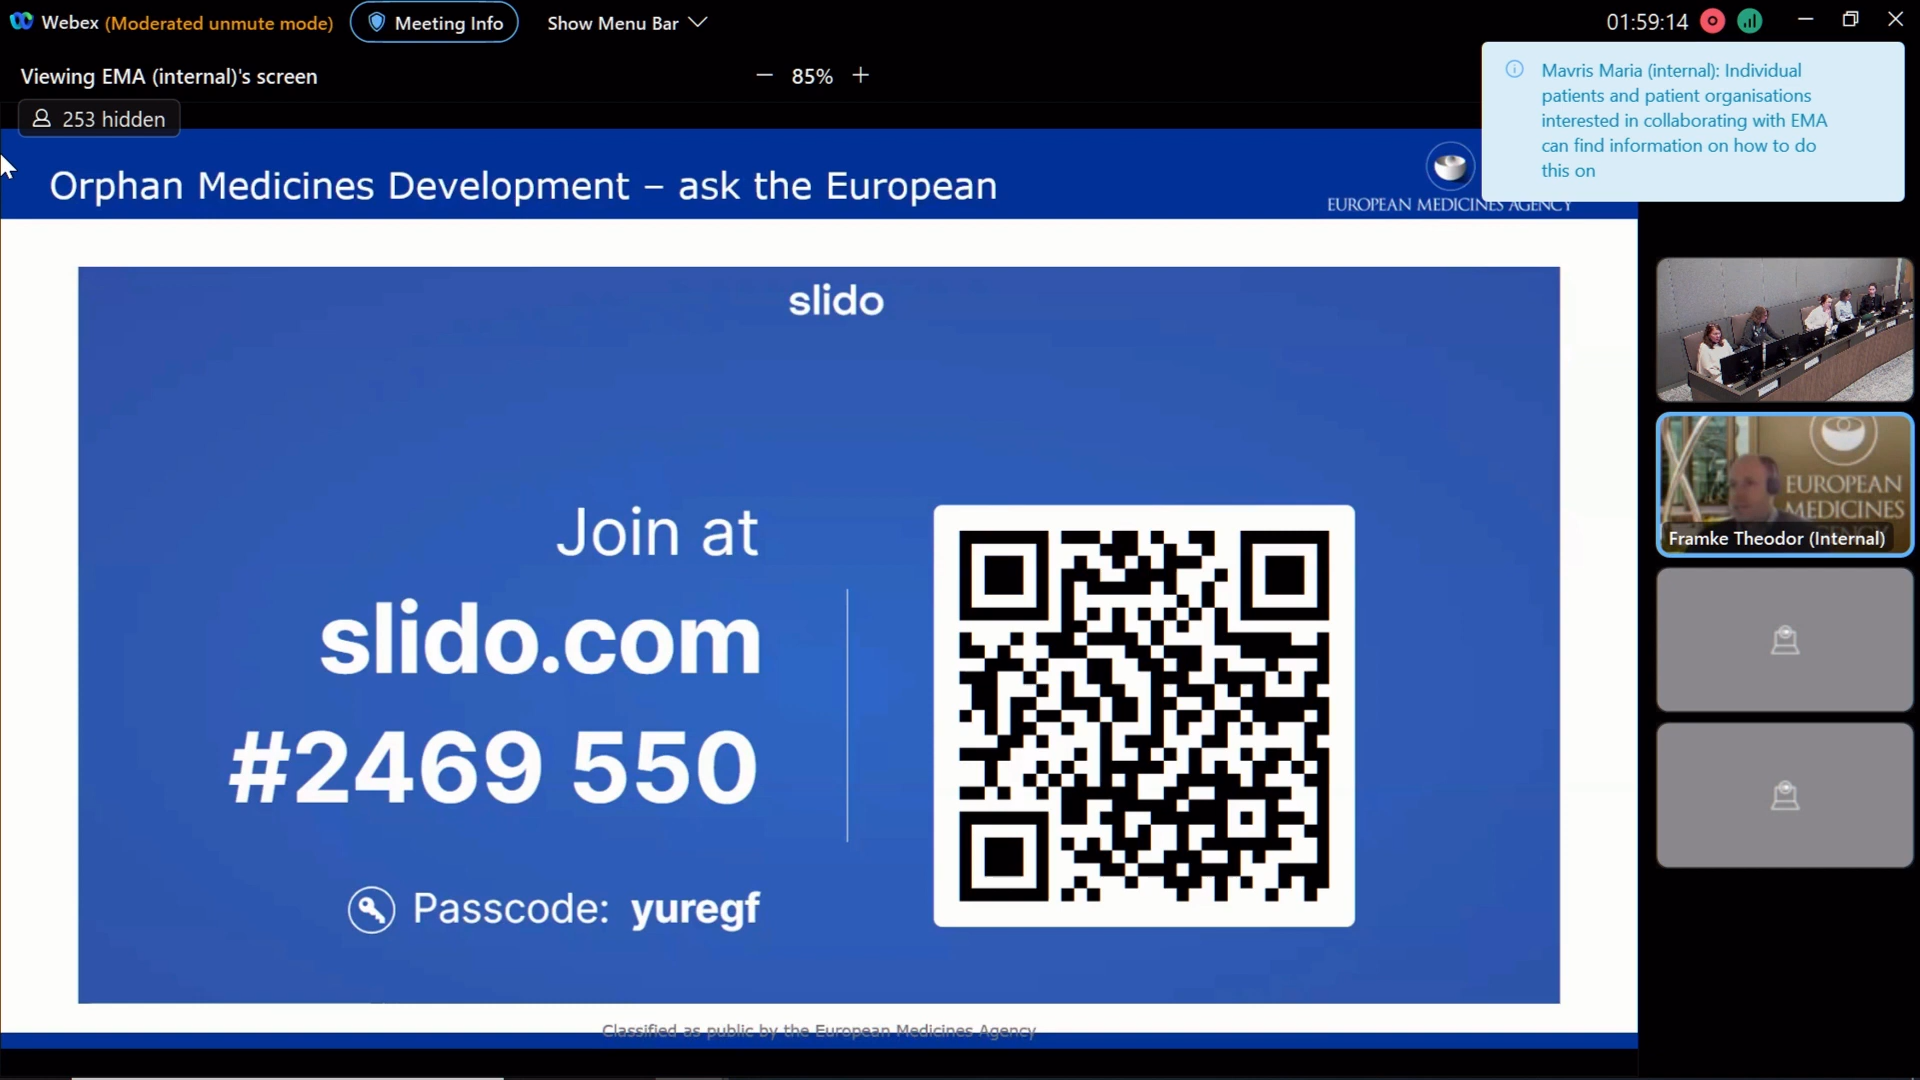 Webex (Moderated unmute mode)
Meeting Info
Show Menu Bar
01:59:14
Viewing EMA (internal)'s screen
85%
253 hidden
Mavris Maria (internal): Individual
patients and patient organisations
interested in collaborating with EMA
can find information on how to do
this on
Orphan Medicines Development – ask the European
EUROPEAN MEDICINES AGENCY
slido
Join at
slido.com
#2469 550
Passcode: yuregf
EUROPEAN
MEDICINES
AGENCY
Framke Theodor (Internal)
Classified as public by the European Medicines Agency